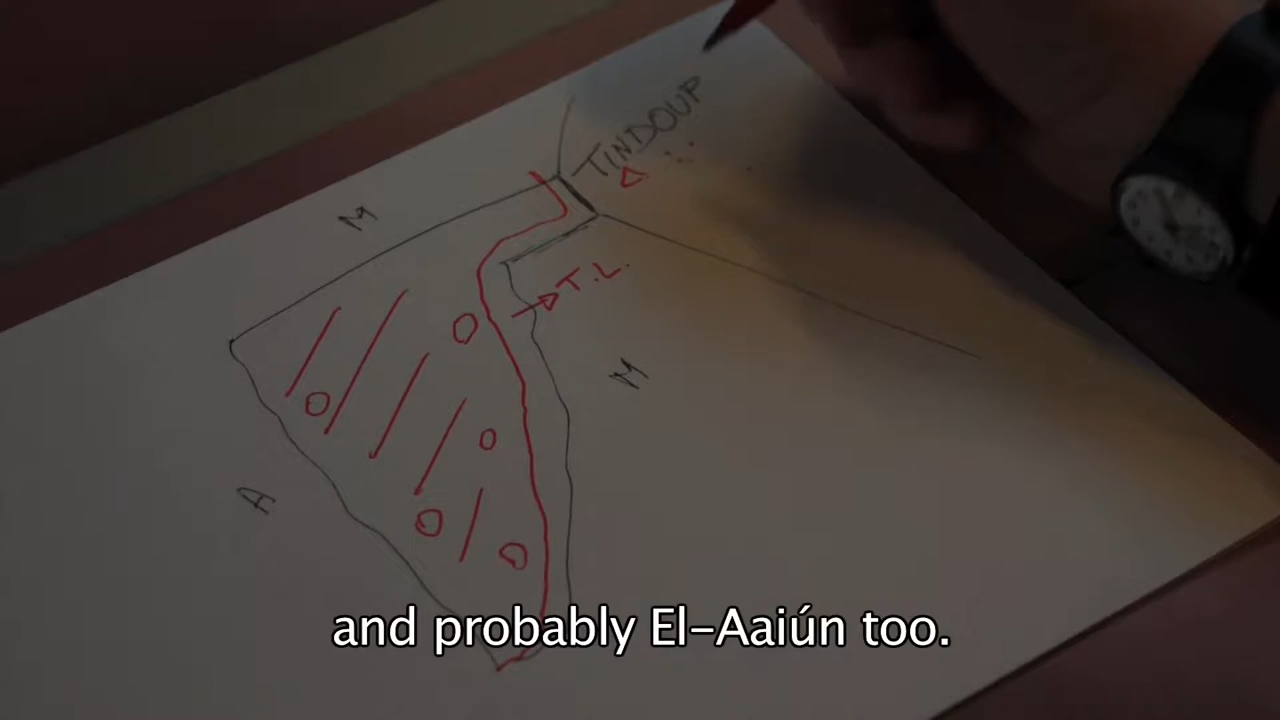 TINDOUF
M
T.L.
M
A
and probably El-Aaiún too.